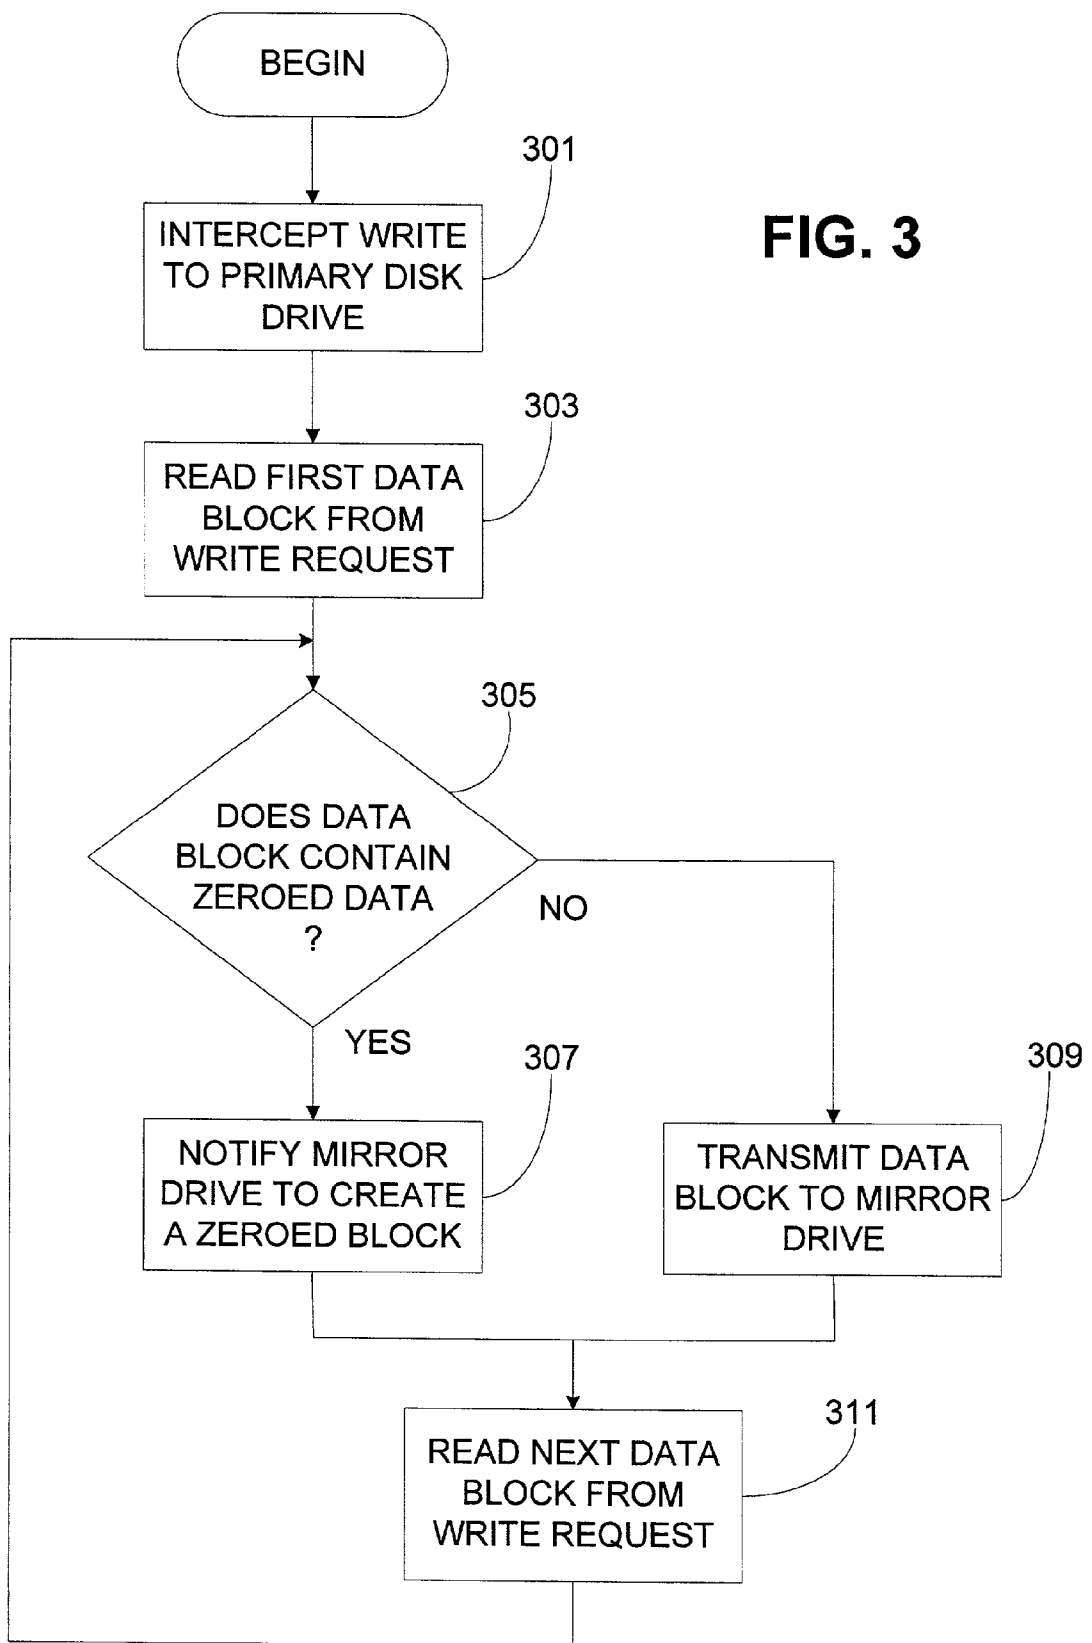 BEGIN
301
INTERCEPT WRITE
TO PRIMARY DISK
DRIVE
FIG. 3
303
READ FIRST DATA
BLOCK FROM
WRITE REQUEST
305
DOES DATA
BLOCK CONTAIN
ZEROED DATA
?
NO
YES
307
NOTIFY MIRROR
DRIVE TO CREATE
A ZEROED BLOCK
309
TRANSMIT DATA
BLOCK TO MIRROR
DRIVE
311
READ NEXT DATA
BLOCK FROM
WRITE REQUEST